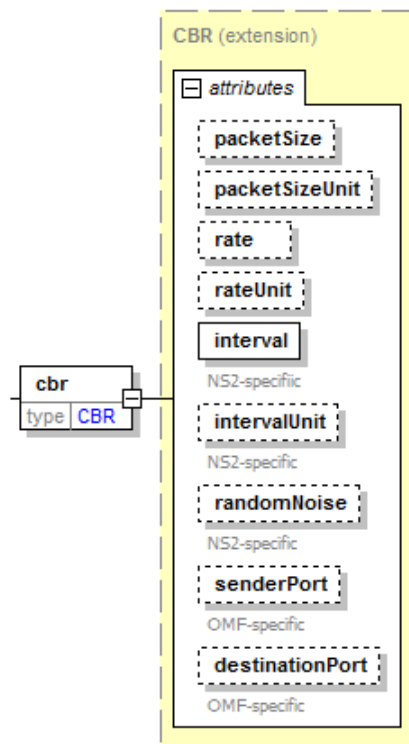 CBR (extension)
attributes
packetSize
packetSizeUnit
rate
rateUnit
interval
NS2-specifiic
intervalUnit
NS2-specific
randomNoise
NS2-specific
senderPort
OMF-specific
destinationPort
OMF-specific
cbr
type CBR